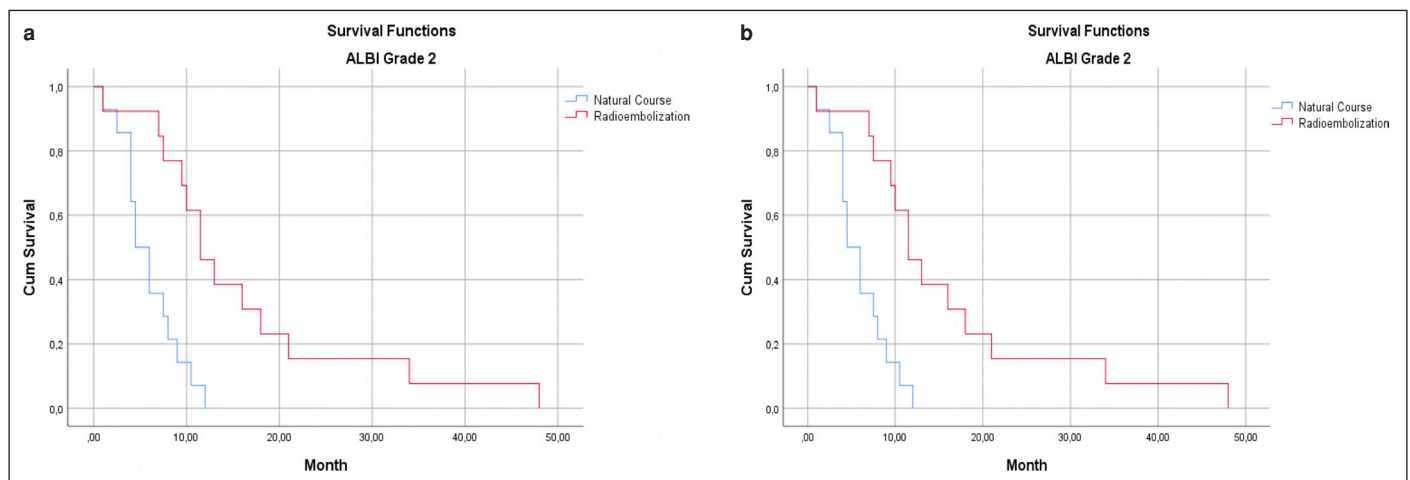 a
Survival Functions
ALBI Grade 2
Cum Survival
1,0
0,8
0,6
0,4
0,2
0,0
,00
10,00
20,00
30,00
40,00
50,00
Month
Natural Course
Radioembolization
b
Survival Functions
ALBI Grade 2
Cum Survival
1,0
0,8
0,6
0,4
0,2
0,0
,00
10,00
20,00
30,00
40,00
50,00
Month
Natural Course
Radioembolization